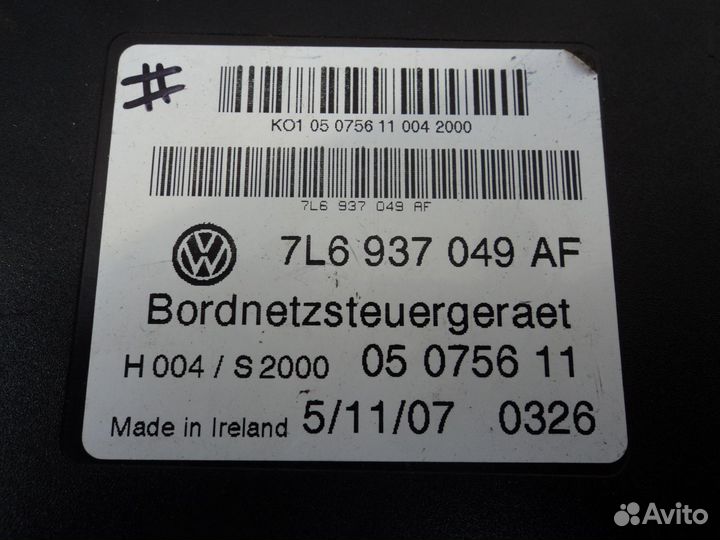 #
KO1 05 0756 11 004 2000
7L6 937 049 AF
VW 7L6 937 049 AF
Bordnetzsteuergeraet
H 004 / S 2000 05 0756 11
Made in Ireland 5/11/07 0326
Avito